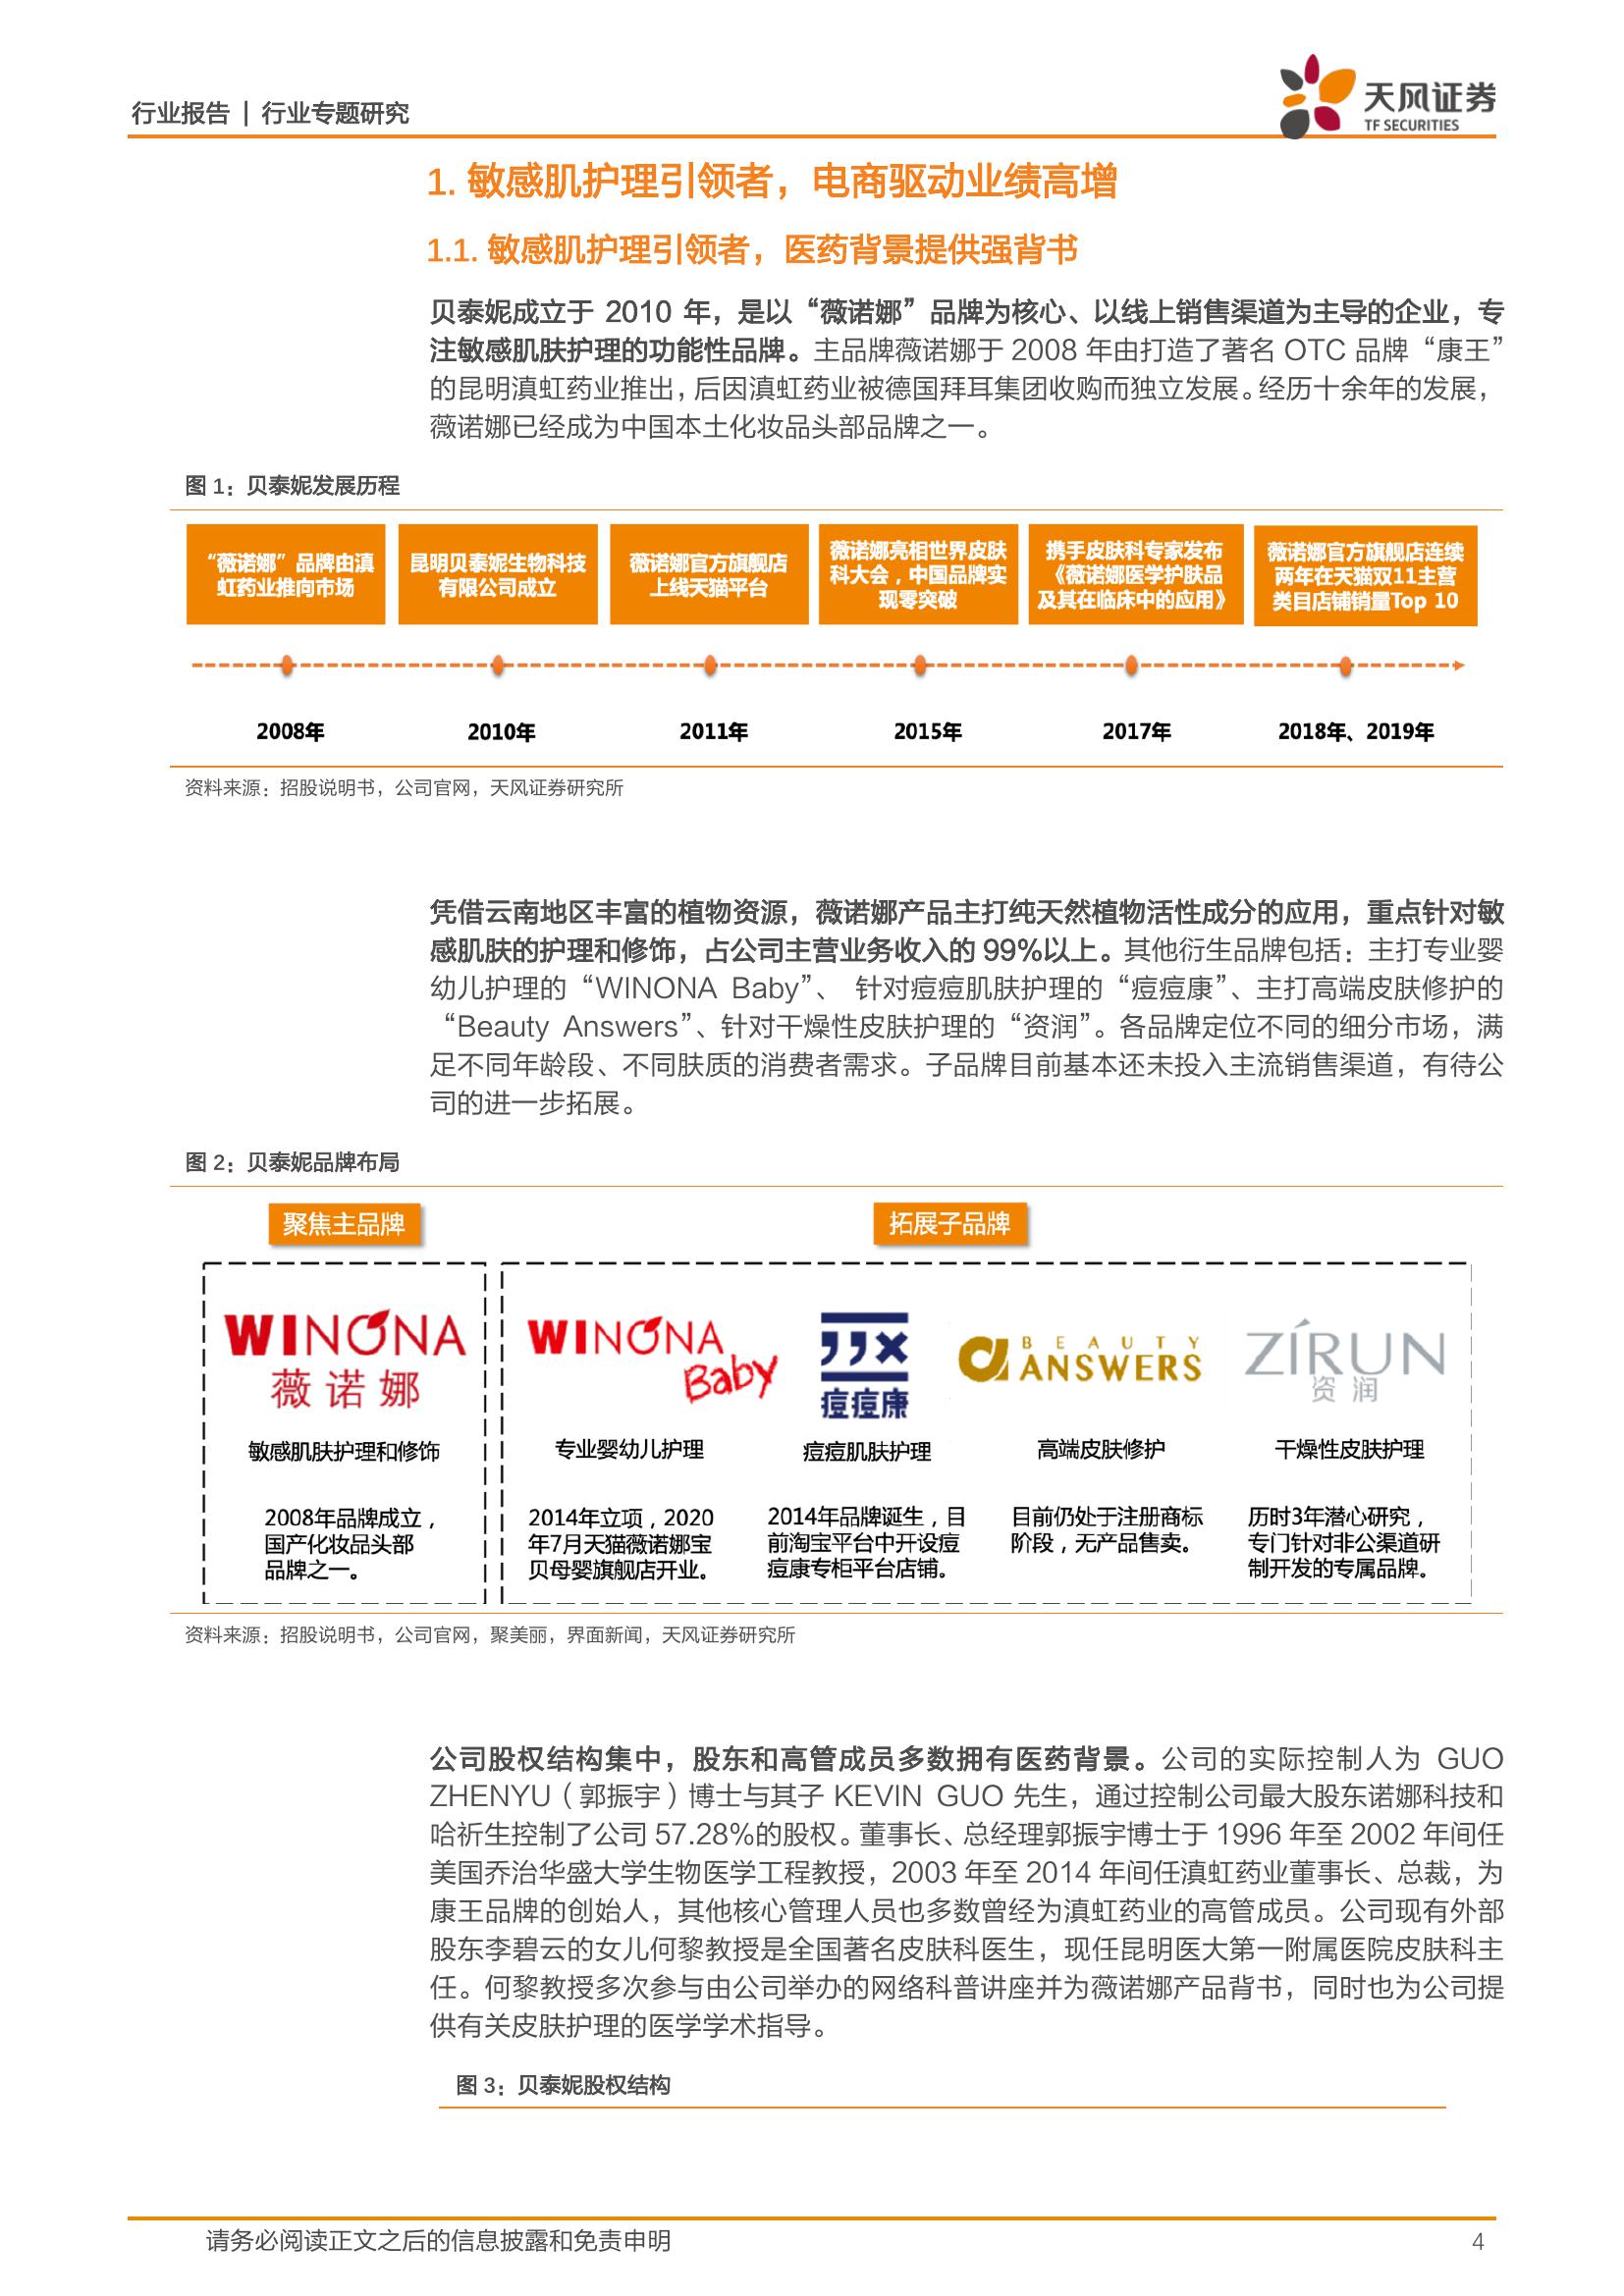 行业报告 | 行业专题研究
天风证券
TF SECURITIES
1. 敏感肌护理引领者，电商驱动业绩高增
1.1. 敏感肌护理引领者，医药背景提供强背书
贝泰妮成立于 2010 年，是以“薇诺娜”品牌为核心、以线上销售渠道为主导的企业，专
注敏感肌肤护理的功能性品牌。主品牌薇诺娜于 2008 年由打造了著名 OTC 品牌“康王”
的昆明滇虹药业推出，后因滇虹药业被德国拜耳集团收购而独立发展。经历十余年的发展，
薇诺娜已经成为中国本土化妆品头部品牌之一。
图 1：贝泰妮发展历程
“薇诺娜”品牌由滇
虹药业推向市场
昆明贝泰妮生物科技
有限公司成立
薇诺娜官方旗舰店
上线天猫平台
薇诺娜亮相世界皮肤
科大会，中国品牌实
现零突破
携手皮肤科专家发布
《薇诺娜医学护肤品
及其在临床中的应用》
薇诺娜官方旗舰店连续
两年在天猫双11主营
类目店铺销量Top 10
2008年
2010年
2011年
2015年
2017年
2018年、2019年
资料来源：招股说明书，公司官网，天风证券研究所
凭借云南地区丰富的植物资源，薇诺娜产品主打纯天然植物活性成分的应用，重点针对敏
感肌肤的护理和修饰，占公司主营业务收入的 99%以上。其他衍生品牌包括：主打专业婴
幼儿护理的“WINONA Baby”、 针对痘痘肌肤护理的“痘痘康”、主打高端皮肤修护的
“Beauty Answers”、针对干燥性皮肤护理的“资润”。各品牌定位不同的细分市场，满
足不同年龄段、不同肤质的消费者需求。子品牌目前基本还未投入主流销售渠道，有待公
司的进一步拓展。
图 2：贝泰妮品牌布局
聚焦主品牌
拓展子品牌
WINONA
薇诺娜
敏感肌肤护理和修饰
2008年品牌成立，
国产化妆品头部
品牌之一。
WINONA
Baby
专业婴幼儿护理
2014年立项，2020
年7月天猫薇诺娜宝
贝母婴旗舰店开业。
痘痘康
痘痘肌肤护理
2014年品牌诞生，目
前淘宝平台中开设痘
痘康专柜平台店铺。
BEAUTY
ANSWERS
高端皮肤修护
目前仍处于注册商标
阶段，无产品售卖。
ZÍRUN
资润
干燥性皮肤护理
历时3年潜心研究，
专门针对非公渠道研
制开发的专属品牌。
资料来源：招股说明书，公司官网，聚美丽，界面新闻，天风证券研究所
公司股权结构集中，股东和高管成员多数拥有医药背景。公司的实际控制人为 GUO
ZHENYU（郭振宇）博士与其子 KEVIN GUO 先生，通过控制公司最大股东诺娜科技和
哈祈生控制了公司 57.28%的股权。董事长、总经理郭振宇博士于 1996 年至 2002 年间任
美国乔治华盛大学生物医学工程教授，2003 年至 2014 年间任滇虹药业董事长、总裁，为
康王品牌的创始人，其他核心管理人员也多数曾经为滇虹药业的高管成员。公司现有外部
股东李碧云的女儿何黎教授是全国著名皮肤科医生，现任昆明医大第一附属医院皮肤科主
任。何黎教授多次参与由公司举办的网络科普讲座并为薇诺娜产品背书，同时也为公司提
供有关皮肤护理的医学学术指导。
图 3：贝泰妮股权结构
请务必阅读正文之后的信息披露和免责申明
4